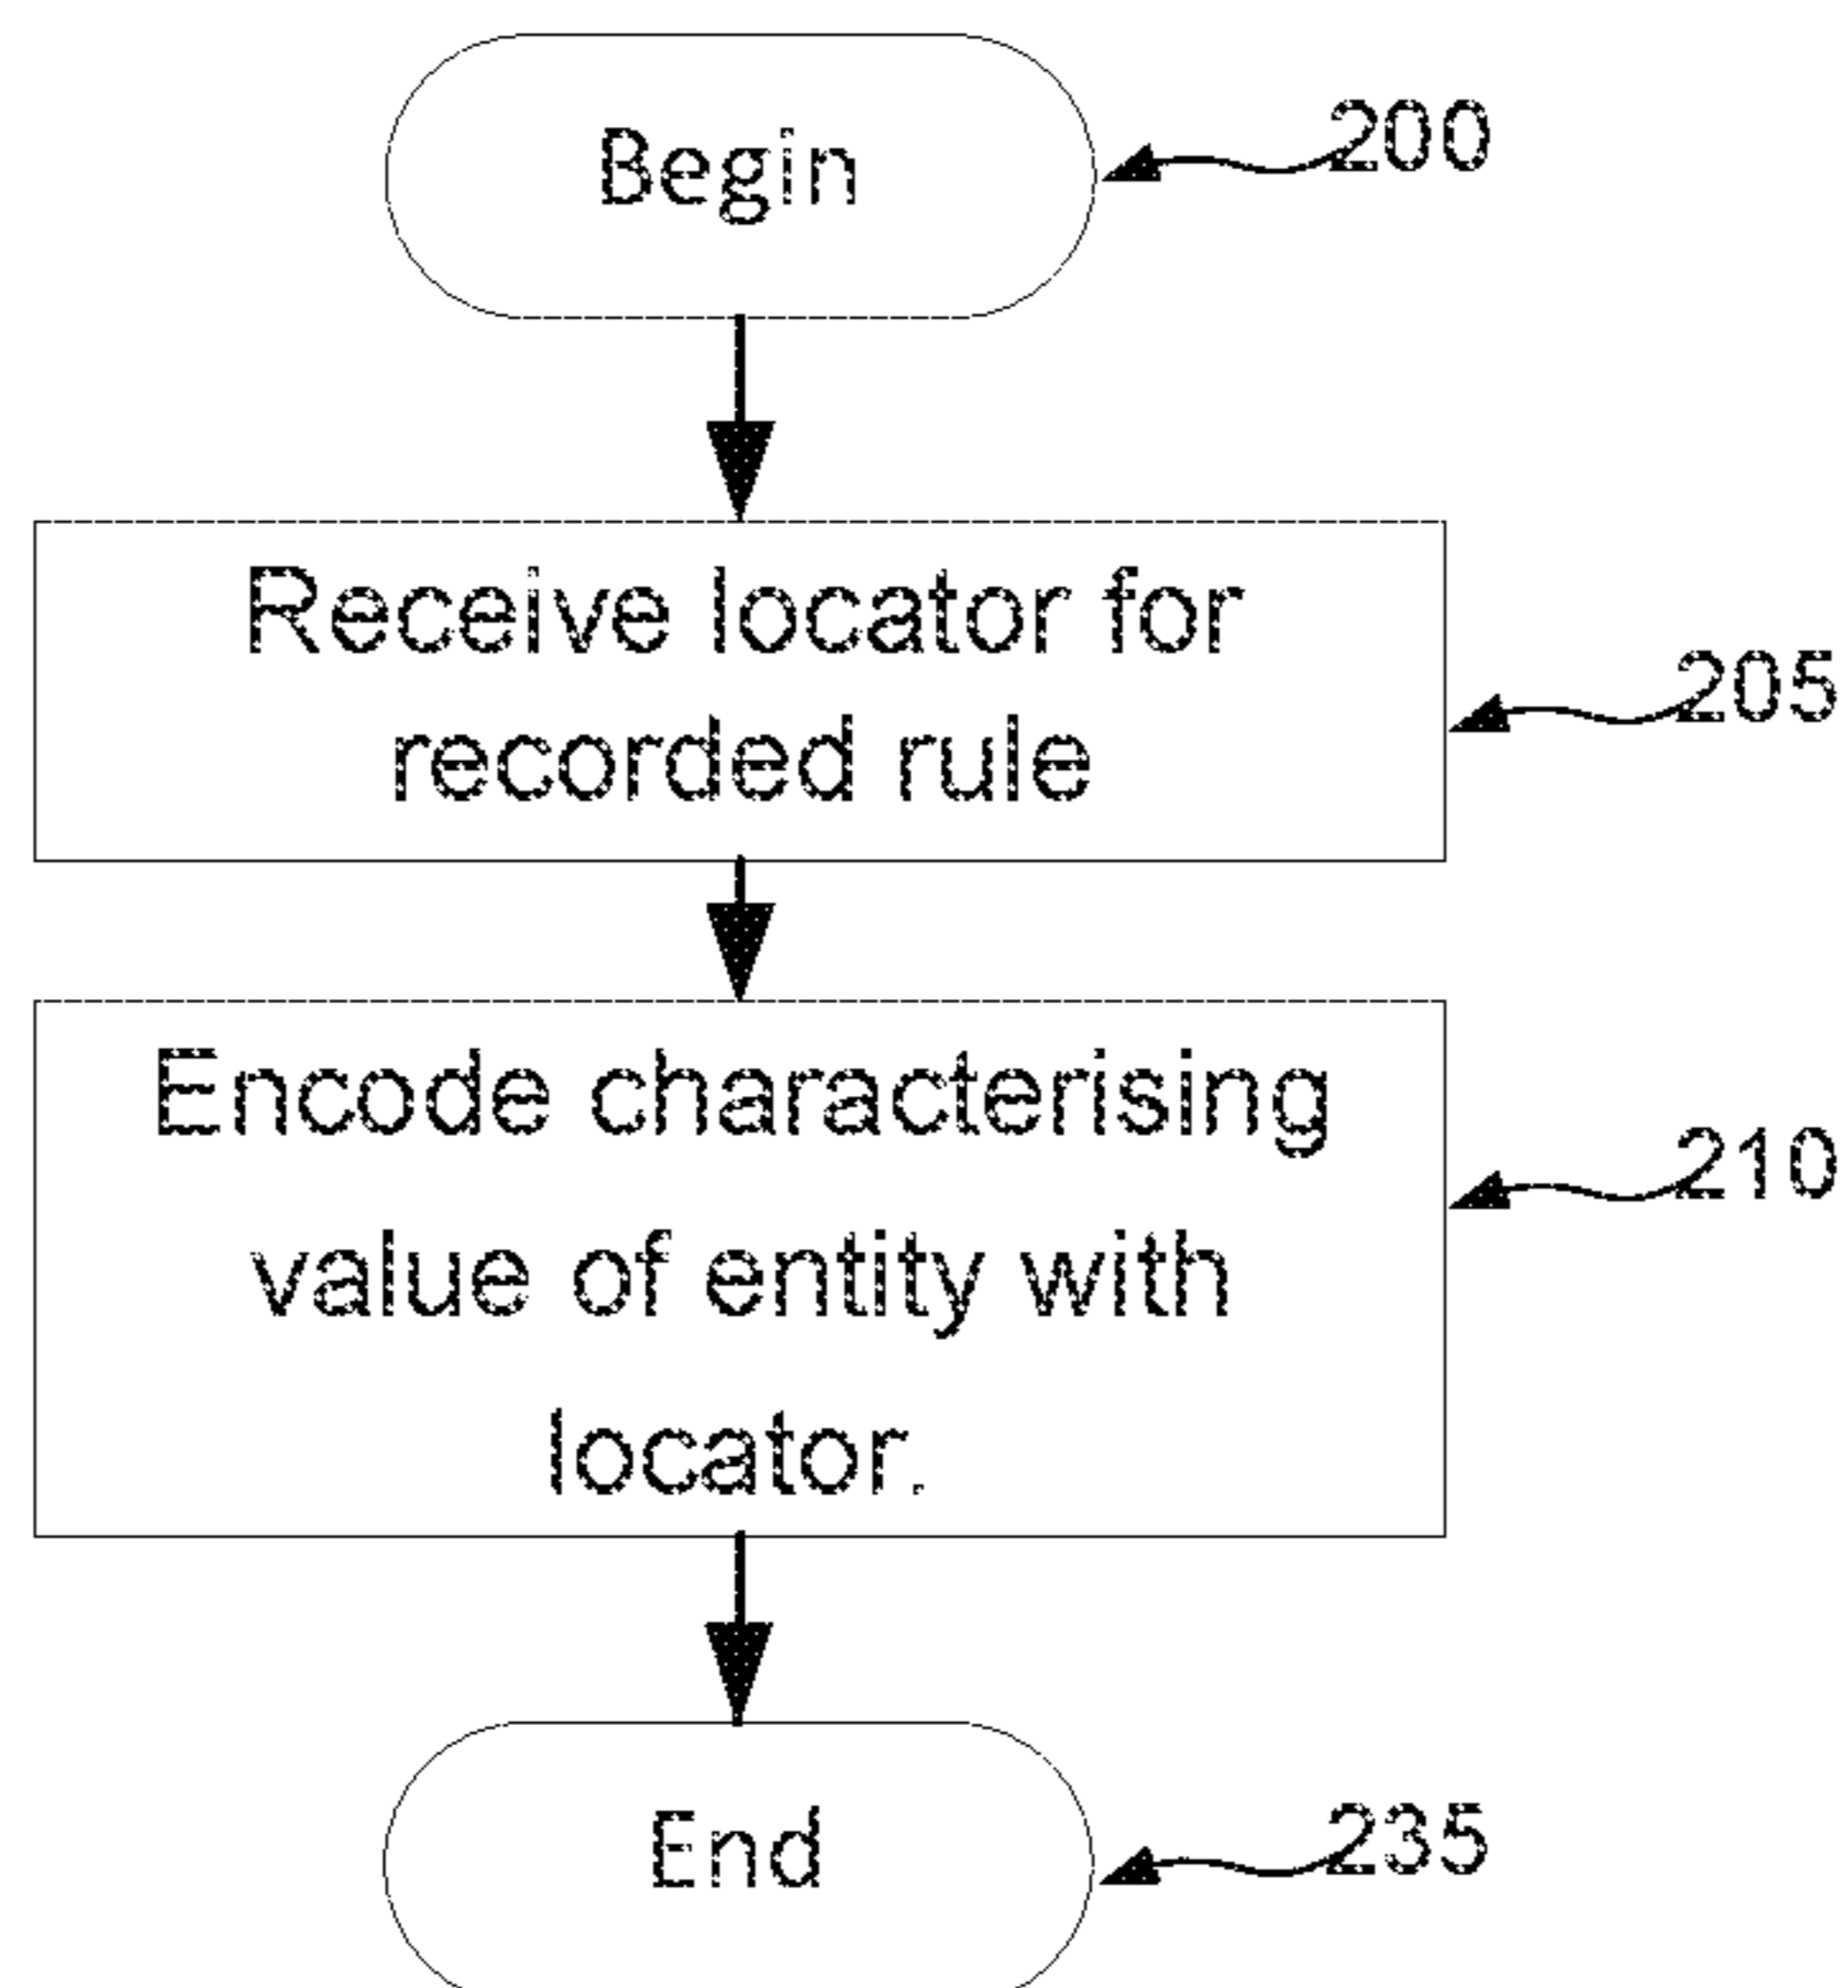 Begin
200
Receive locator for
recorded rule
205
Encode characterising
value of entity with
locator.
210
End
235